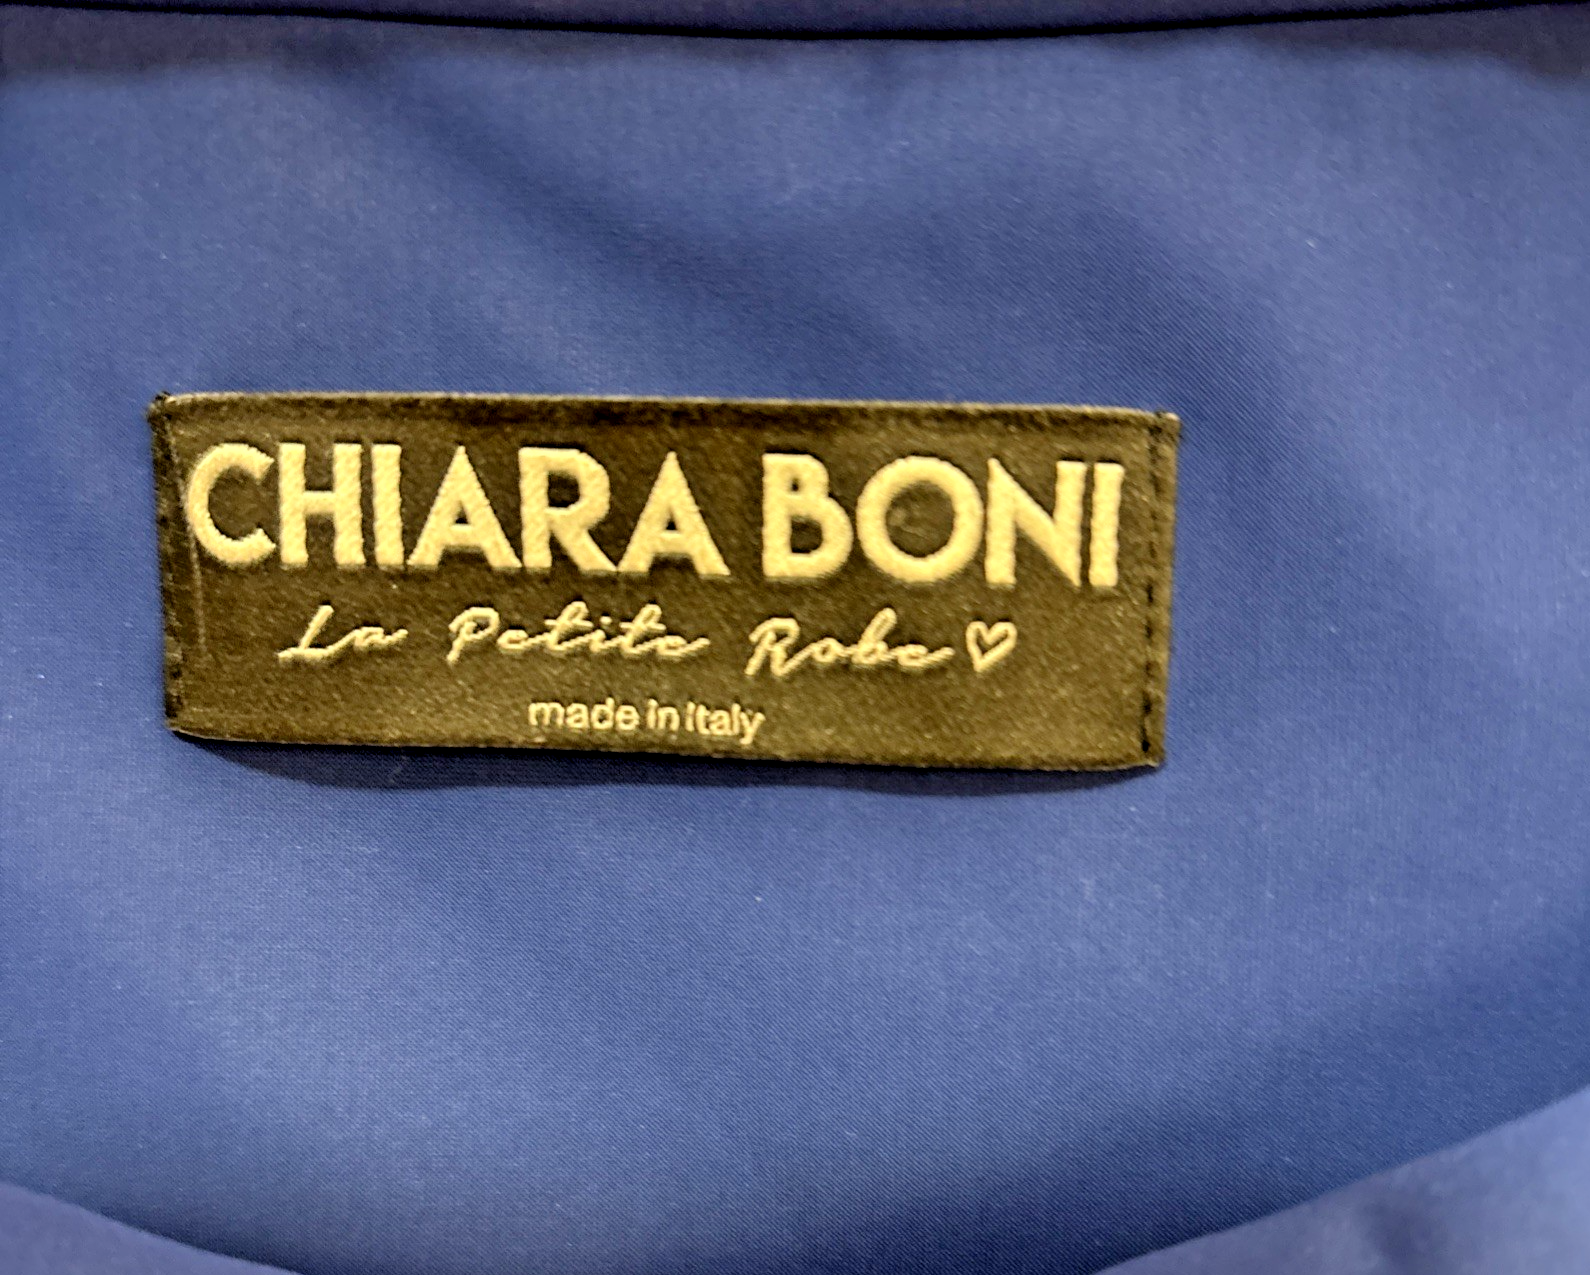 CHIARA BONI
La Petite Robe♡
made in Italy